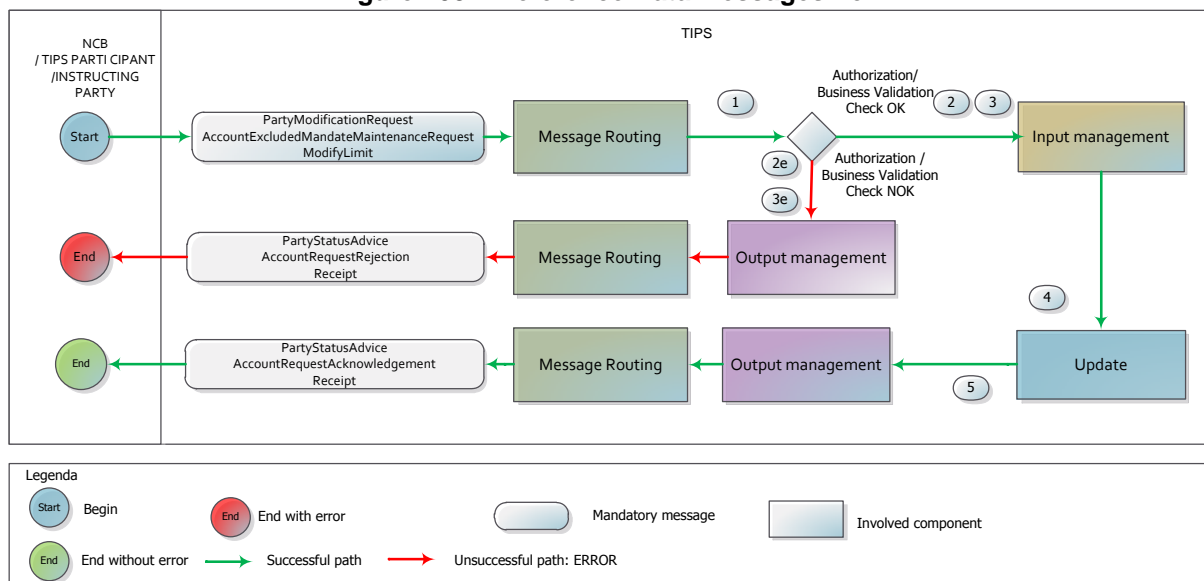 NCB
/ TIPS PARTI CIPANT
/INSTRUCTING
PARTY
TIPS
Start
PartyModificationRequest
AccountExcludedMandateMaintenanceRequest
ModifyLimit
Message Routing
1
Authorization/
Business Validation
Check OK
2
3
Input management
2e
3e
Authorization /
Business Validation
Check NOK
End
PartyStatusAdvice
AccountRequestRejection
Receipt
Message Routing
Output management
4
End
PartyStatusAdvice
AccountRequestAcknowledgement
Receipt
Message Routing
Output management
5
Update
Legenda
Start
Begin
End
End with error
Mandatory message
Involved component
End
End without error
Successful path
Unsuccessful path: ERROR